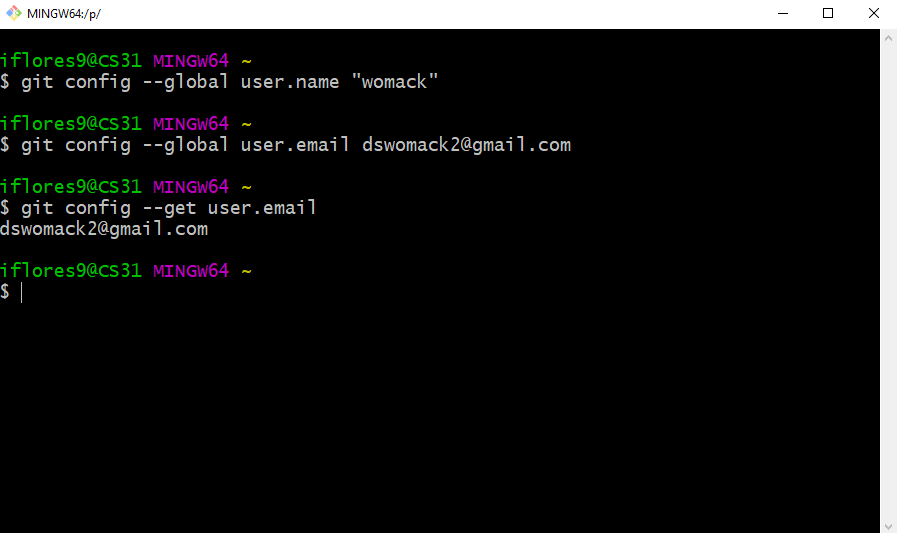 MINGW64:/p/
iflores9@CS31 MINGW64 ~
$ git config --global user.name "womack"
iflores9@CS31 MINGW64 ~
$ git config --global user.email dswomack2@gmail.com
iflores9@CS31 MINGW64 ~
$ git config --get user.email
dswomack2@gmail.com
iflores9@CS31 MINGW64 ~
$